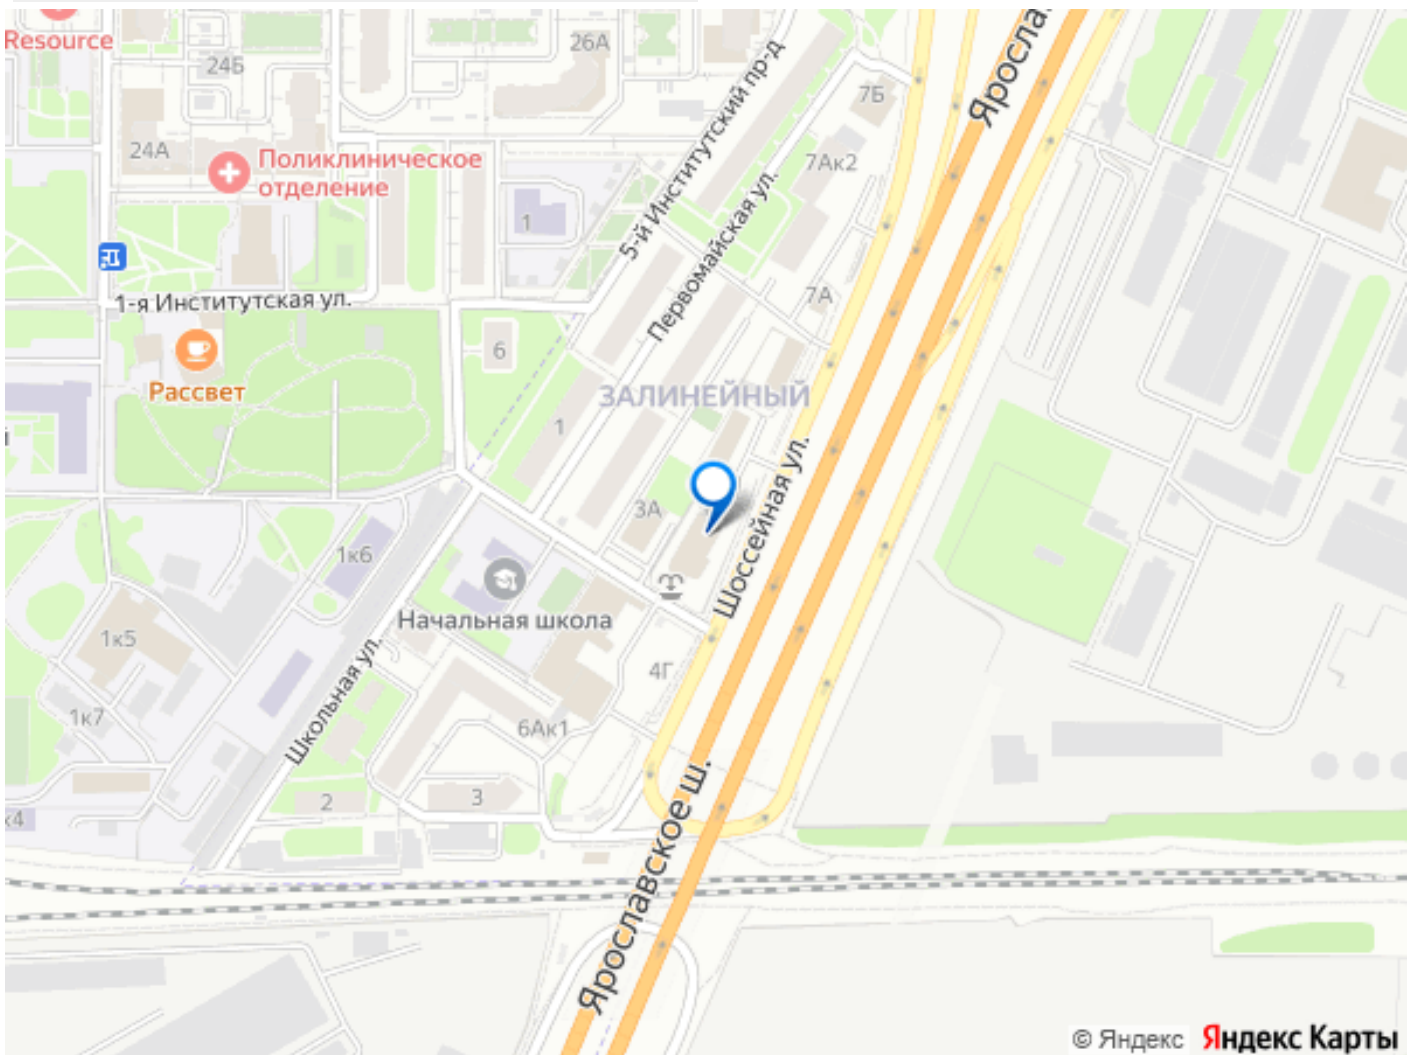 Resource
24Б
26А
5-й Институтский пр-д
7Б
Яросла
24А
Поликлиническое
отделение
7Ак2
1
Первомайская ул.
1-я Институтская ул.
7А
6
Рассвет
ЗАЛИНЕЙНЫЙ
1
3А
Шоссейная ул.
1к6
Начальная школа
1к5
4Г
Школьная ул.
1к7
6Ак1
2
3
к4
Ярославское ш.
© Яндекс Яндекс Карты